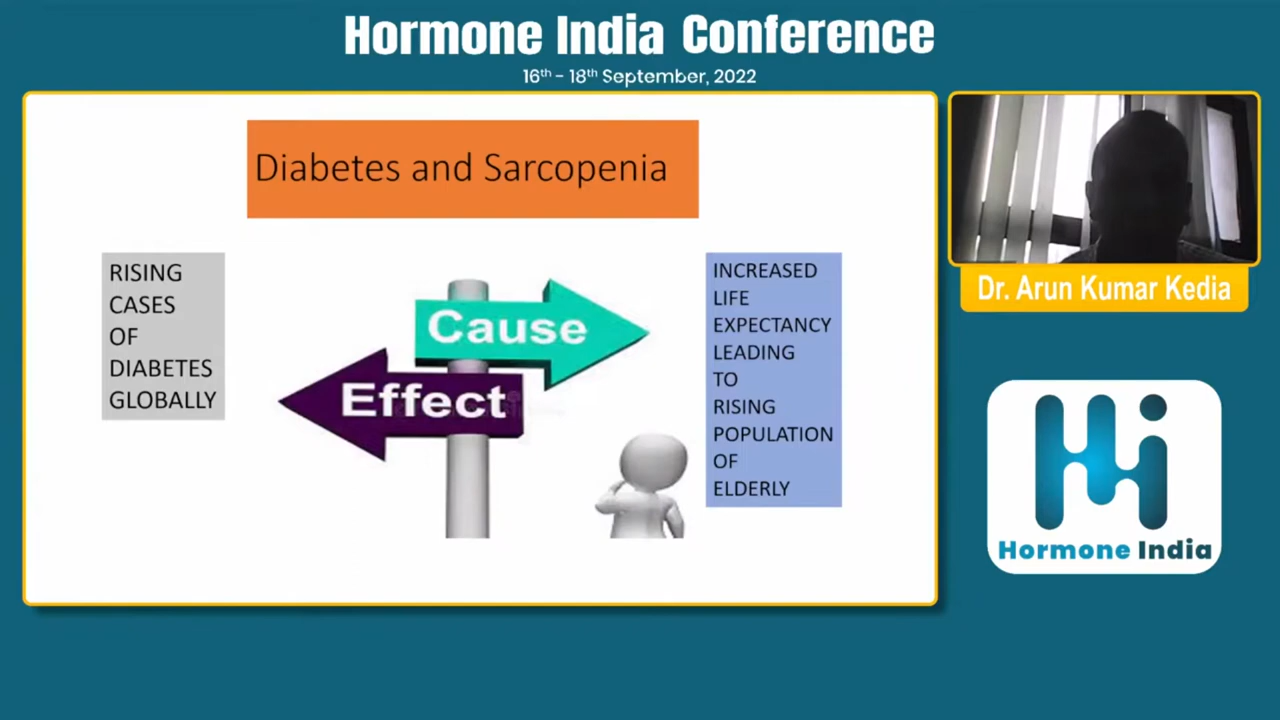 Hormone India Conference
16th - 18th September, 2022
Diabetes and Sarcopenia
RISING
CASES
OF
DIABETES
GLOBALLY
Cause
Effect
INCREASED
LIFE
EXPECTANCY
LEADING
TO
RISING
POPULATION
OF
ELDERLY
Dr. Arun Kumar Kedia
Hi
Hormone India